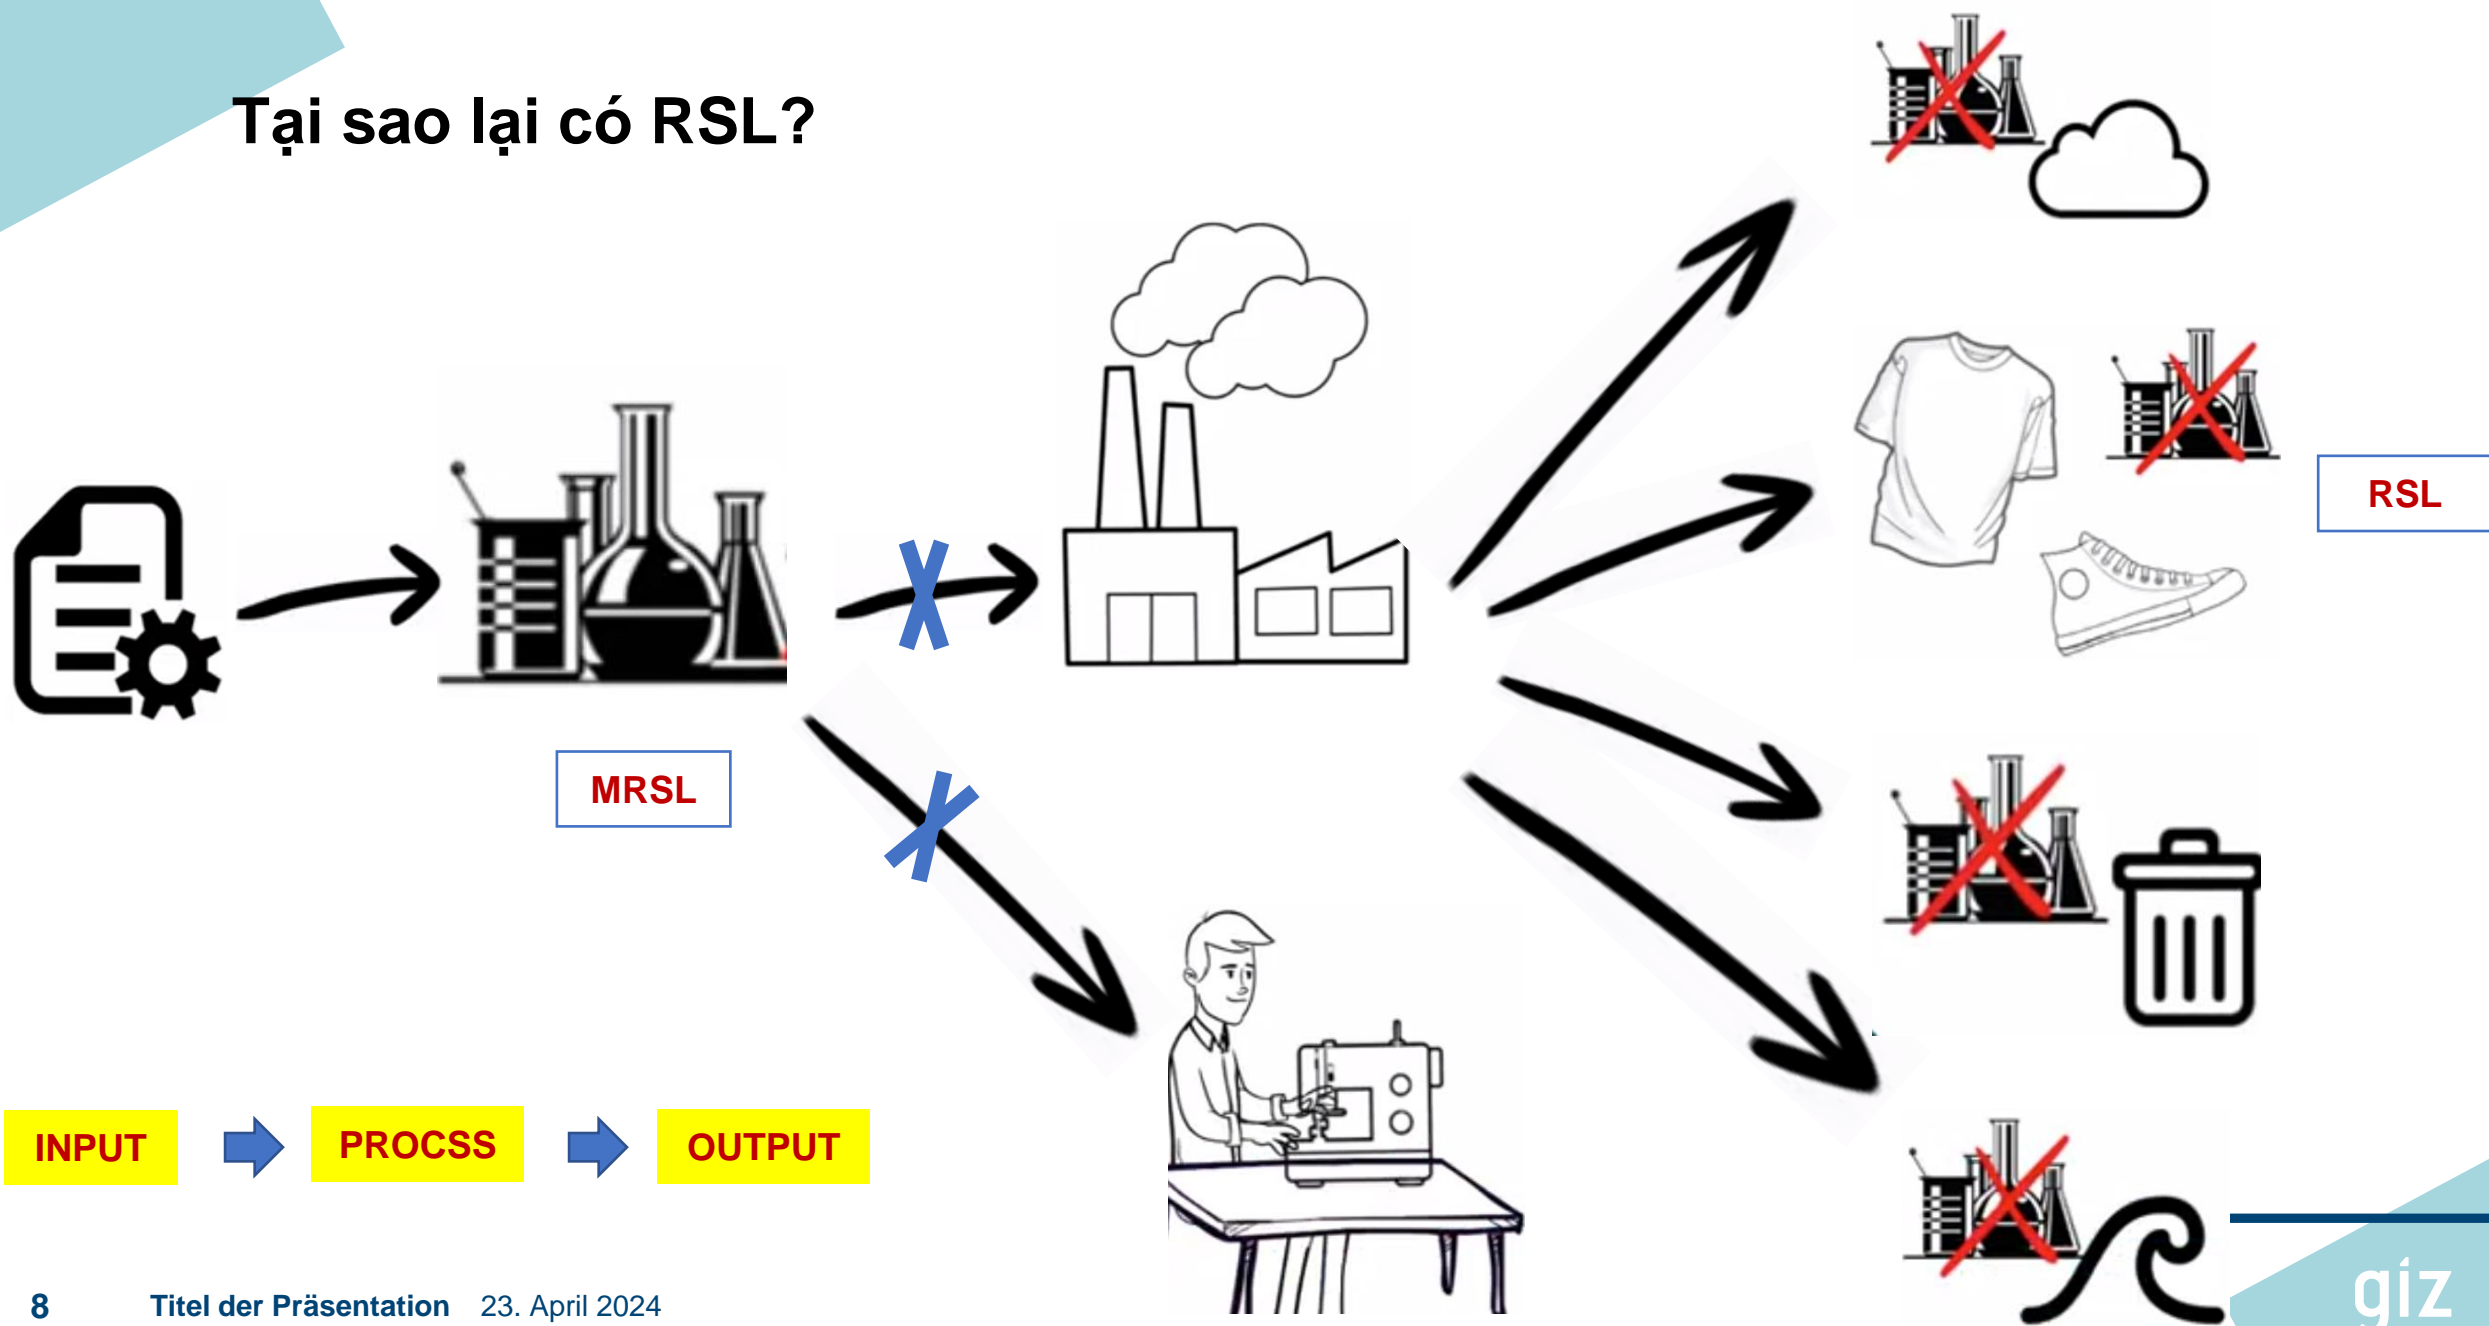 Tại sao lại có RSL?
RSL
MRSL
INPUT
PROCSS
OUTPUT
8 Titel der Präsentation 23. April 2024
giz